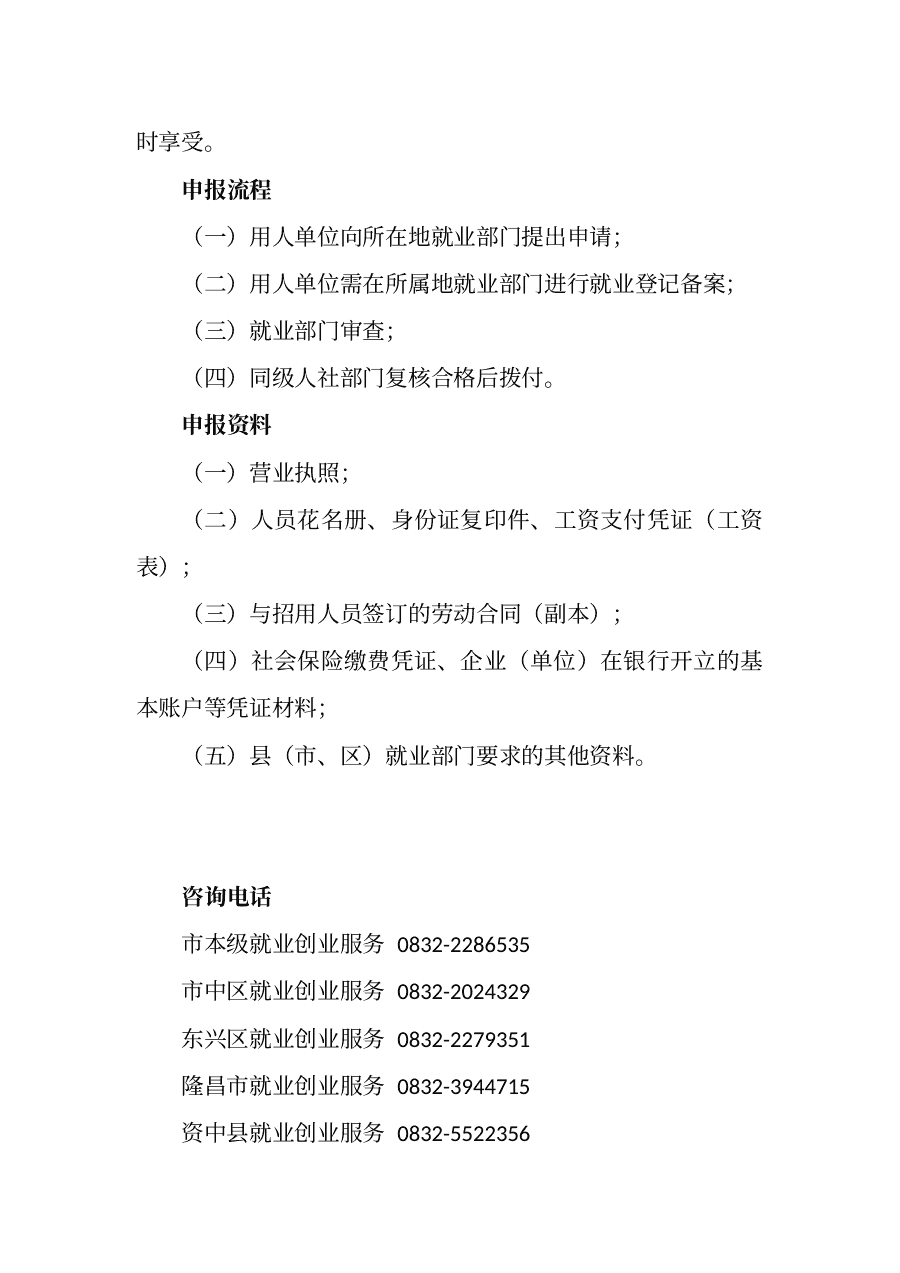 时享受。
申报流程
（一）用人单位向所在地就业部门提出申请；
（二）用人单位需在所属地就业部门进行就业登记备案；
（三）就业部门审查；
（四）同级人社部门复核合格后拨付。
申报资料
（一）营业执照；
（二）人员花名册、身份证复印件、工资支付凭证（工资
表）；
（三）与招用人员签订的劳动合同（副本）；
（四）社会保险缴费凭证、企业（单位）在银行开立的基
本账户等凭证材料；
（五）县（市、区）就业部门要求的其他资料。
咨询电话
市本级就业创业服务 0832-2286535
市中区就业创业服务 0832-2024329
东兴区就业创业服务 0832-2279351
隆昌市就业创业服务 0832-3944715
资中县就业创业服务 0832-5522356